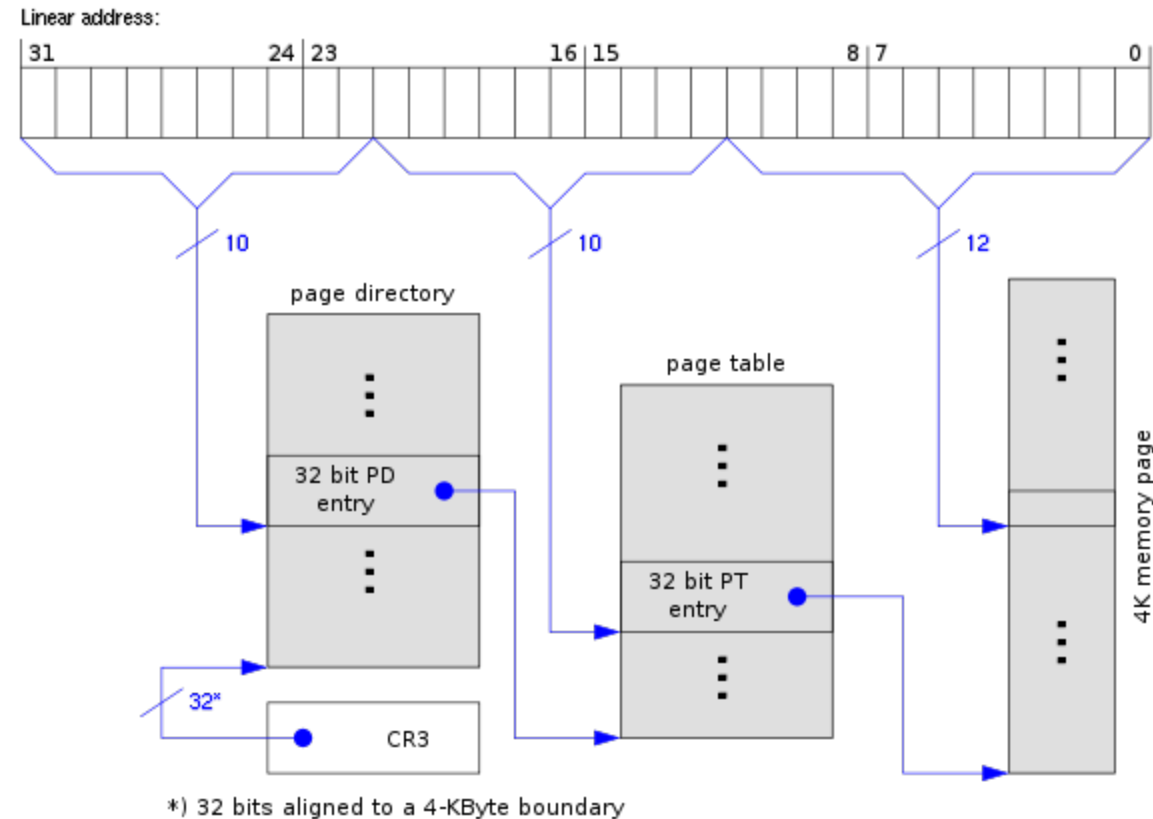 Linear address:
31 24 23 16 15 8 7 0
10 10 12
page directory
page table
32 bit PD
entry
32 bit PT
entry
4K memory page
32*
CR3
*) 32 bits aligned to a 4-KByte boundary